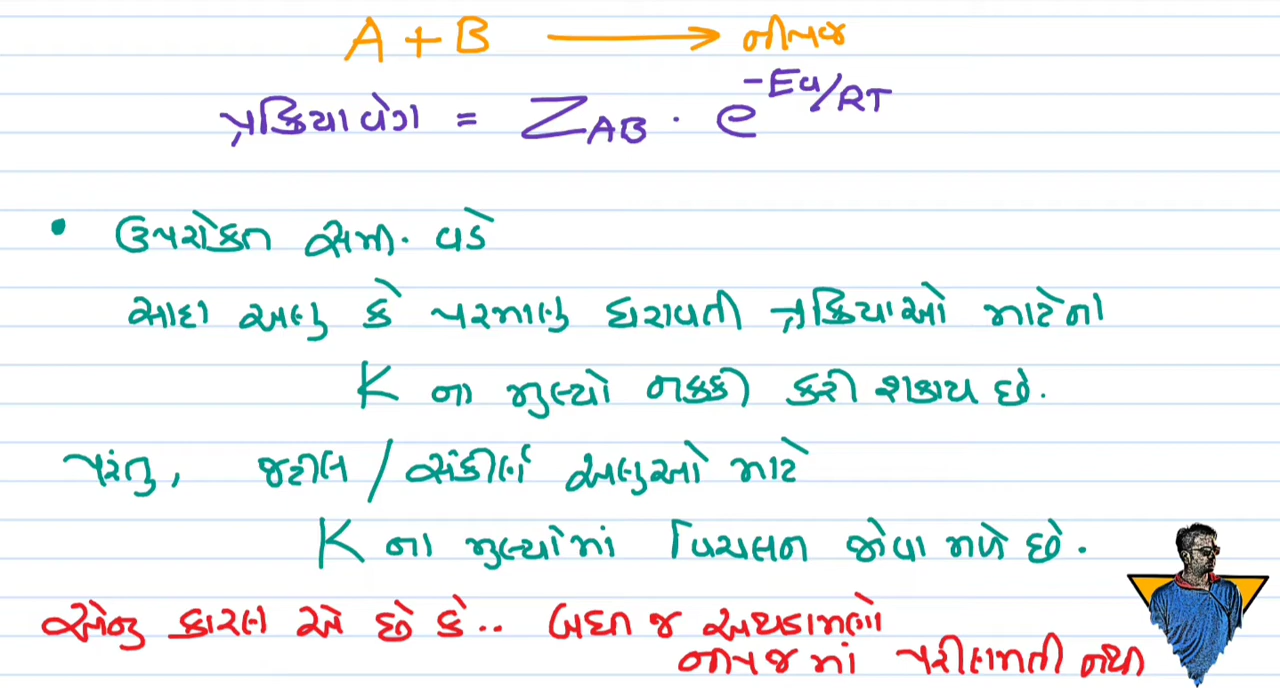 A + B ⟶ નીપજ
પ્રક્રિયા વેગ = Z_AB · e^-Ea/RT
• ઉપરોક્ત સમી. વડે
સાદા અણુ કે પરમાણુ ધરાવતી પ્રક્રિયાઓ માટેના
K ના મુલ્યો નક્કી કરી શકાય છે.
પરંતુ, જટીલ / સંકીર્ણ અણુઓ માટે
K ના મુલ્યોમાં વિચલન જોવા મળે છે.
એનુ કારણ એ છે કે.. બધા જ અથડામણો
નીપજ માં પરીણમતી નથી